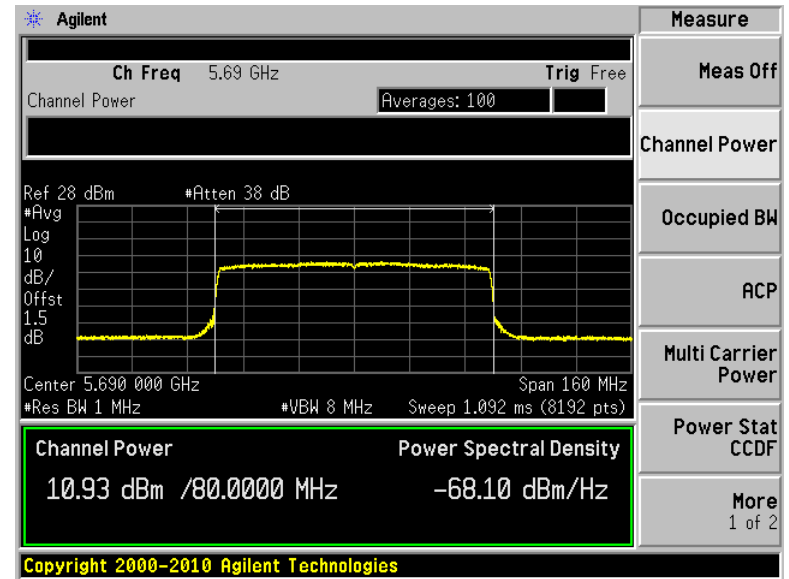 Agilent
Measure
Ch Freq 5.69 GHz Trig Free
Channel Power Averages: 100
Ref 28 dBm #Atten 38 dB
#Avg
Log
10
dB/
Offst
1.5
dB
Center 5.690 000 GHz Span 160 MHz
#Res BW 1 MHz #VBW 8 MHz Sweep 1.092 ms (8192 pts)
Channel Power Power Spectral Density
10.93 dBm /80.0000 MHz -68.10 dBm/Hz
Copyright 2000-2010 Agilent Technologies
Meas Off
Channel Power
Occupied BW
ACP
Multi Carrier
Power
Power Stat
CCDF
More
1 of 2